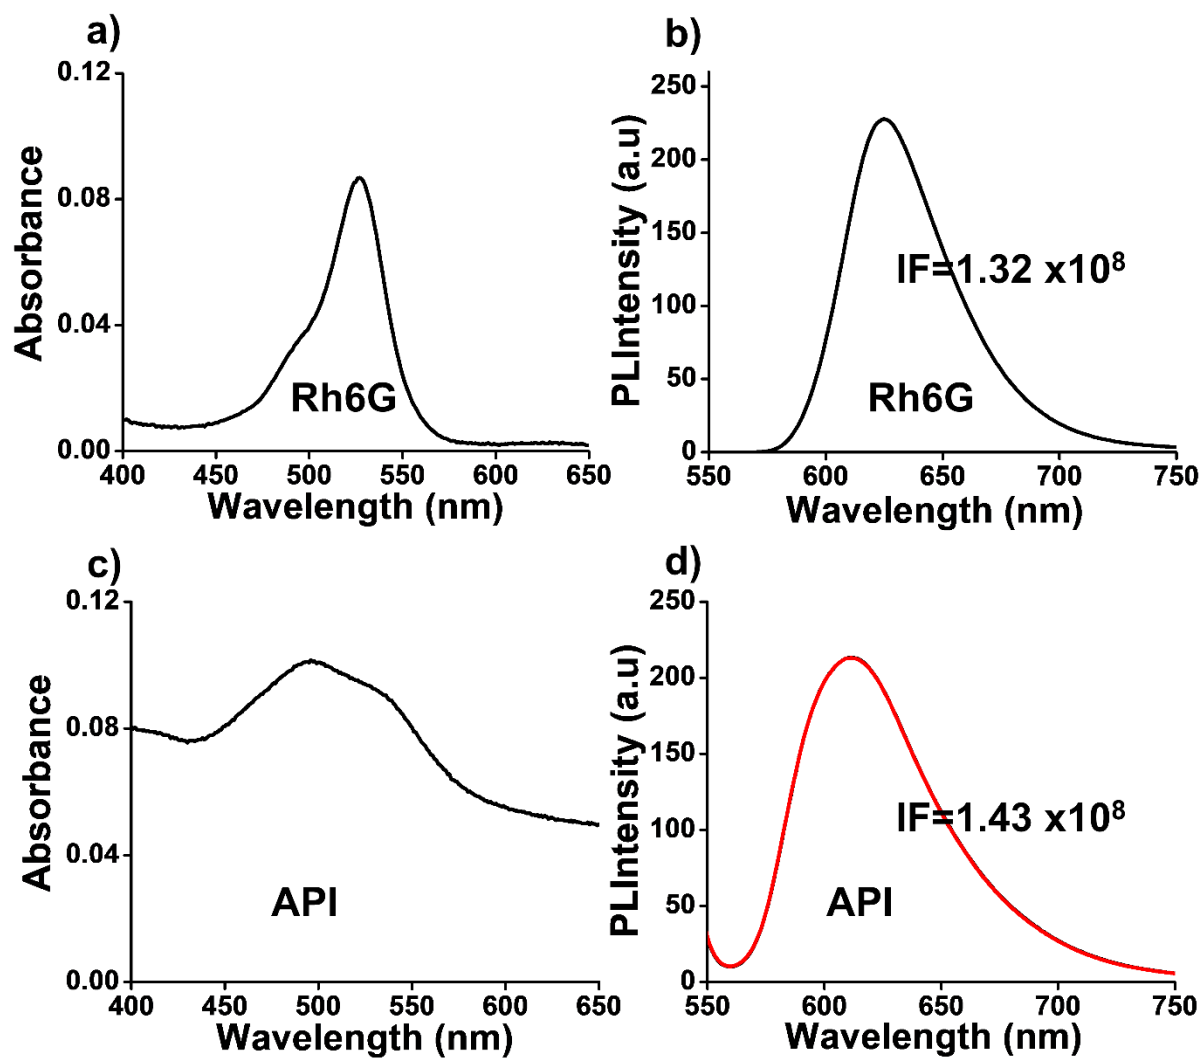 a)
0.12
0.08
0.04
0.00
Absorbance
Rh6G
400 450 500 550 600 650
Wavelength (nm)
b)
250
200
150
100
50
0
PLIntensity (a.u)
IF=1.32 x10⁸
Rh6G
550 600 650 700 750
Wavelength (nm)
c)
0.12
0.08
0.04
0.00
Absorbance
API
400 450 500 550 600 650
Wavelength (nm)
d)
250
200
150
100
50
0
PLIntensity (a.u)
IF=1.43 x10⁸
API
550 600 650 700 750
Wavelength (nm)